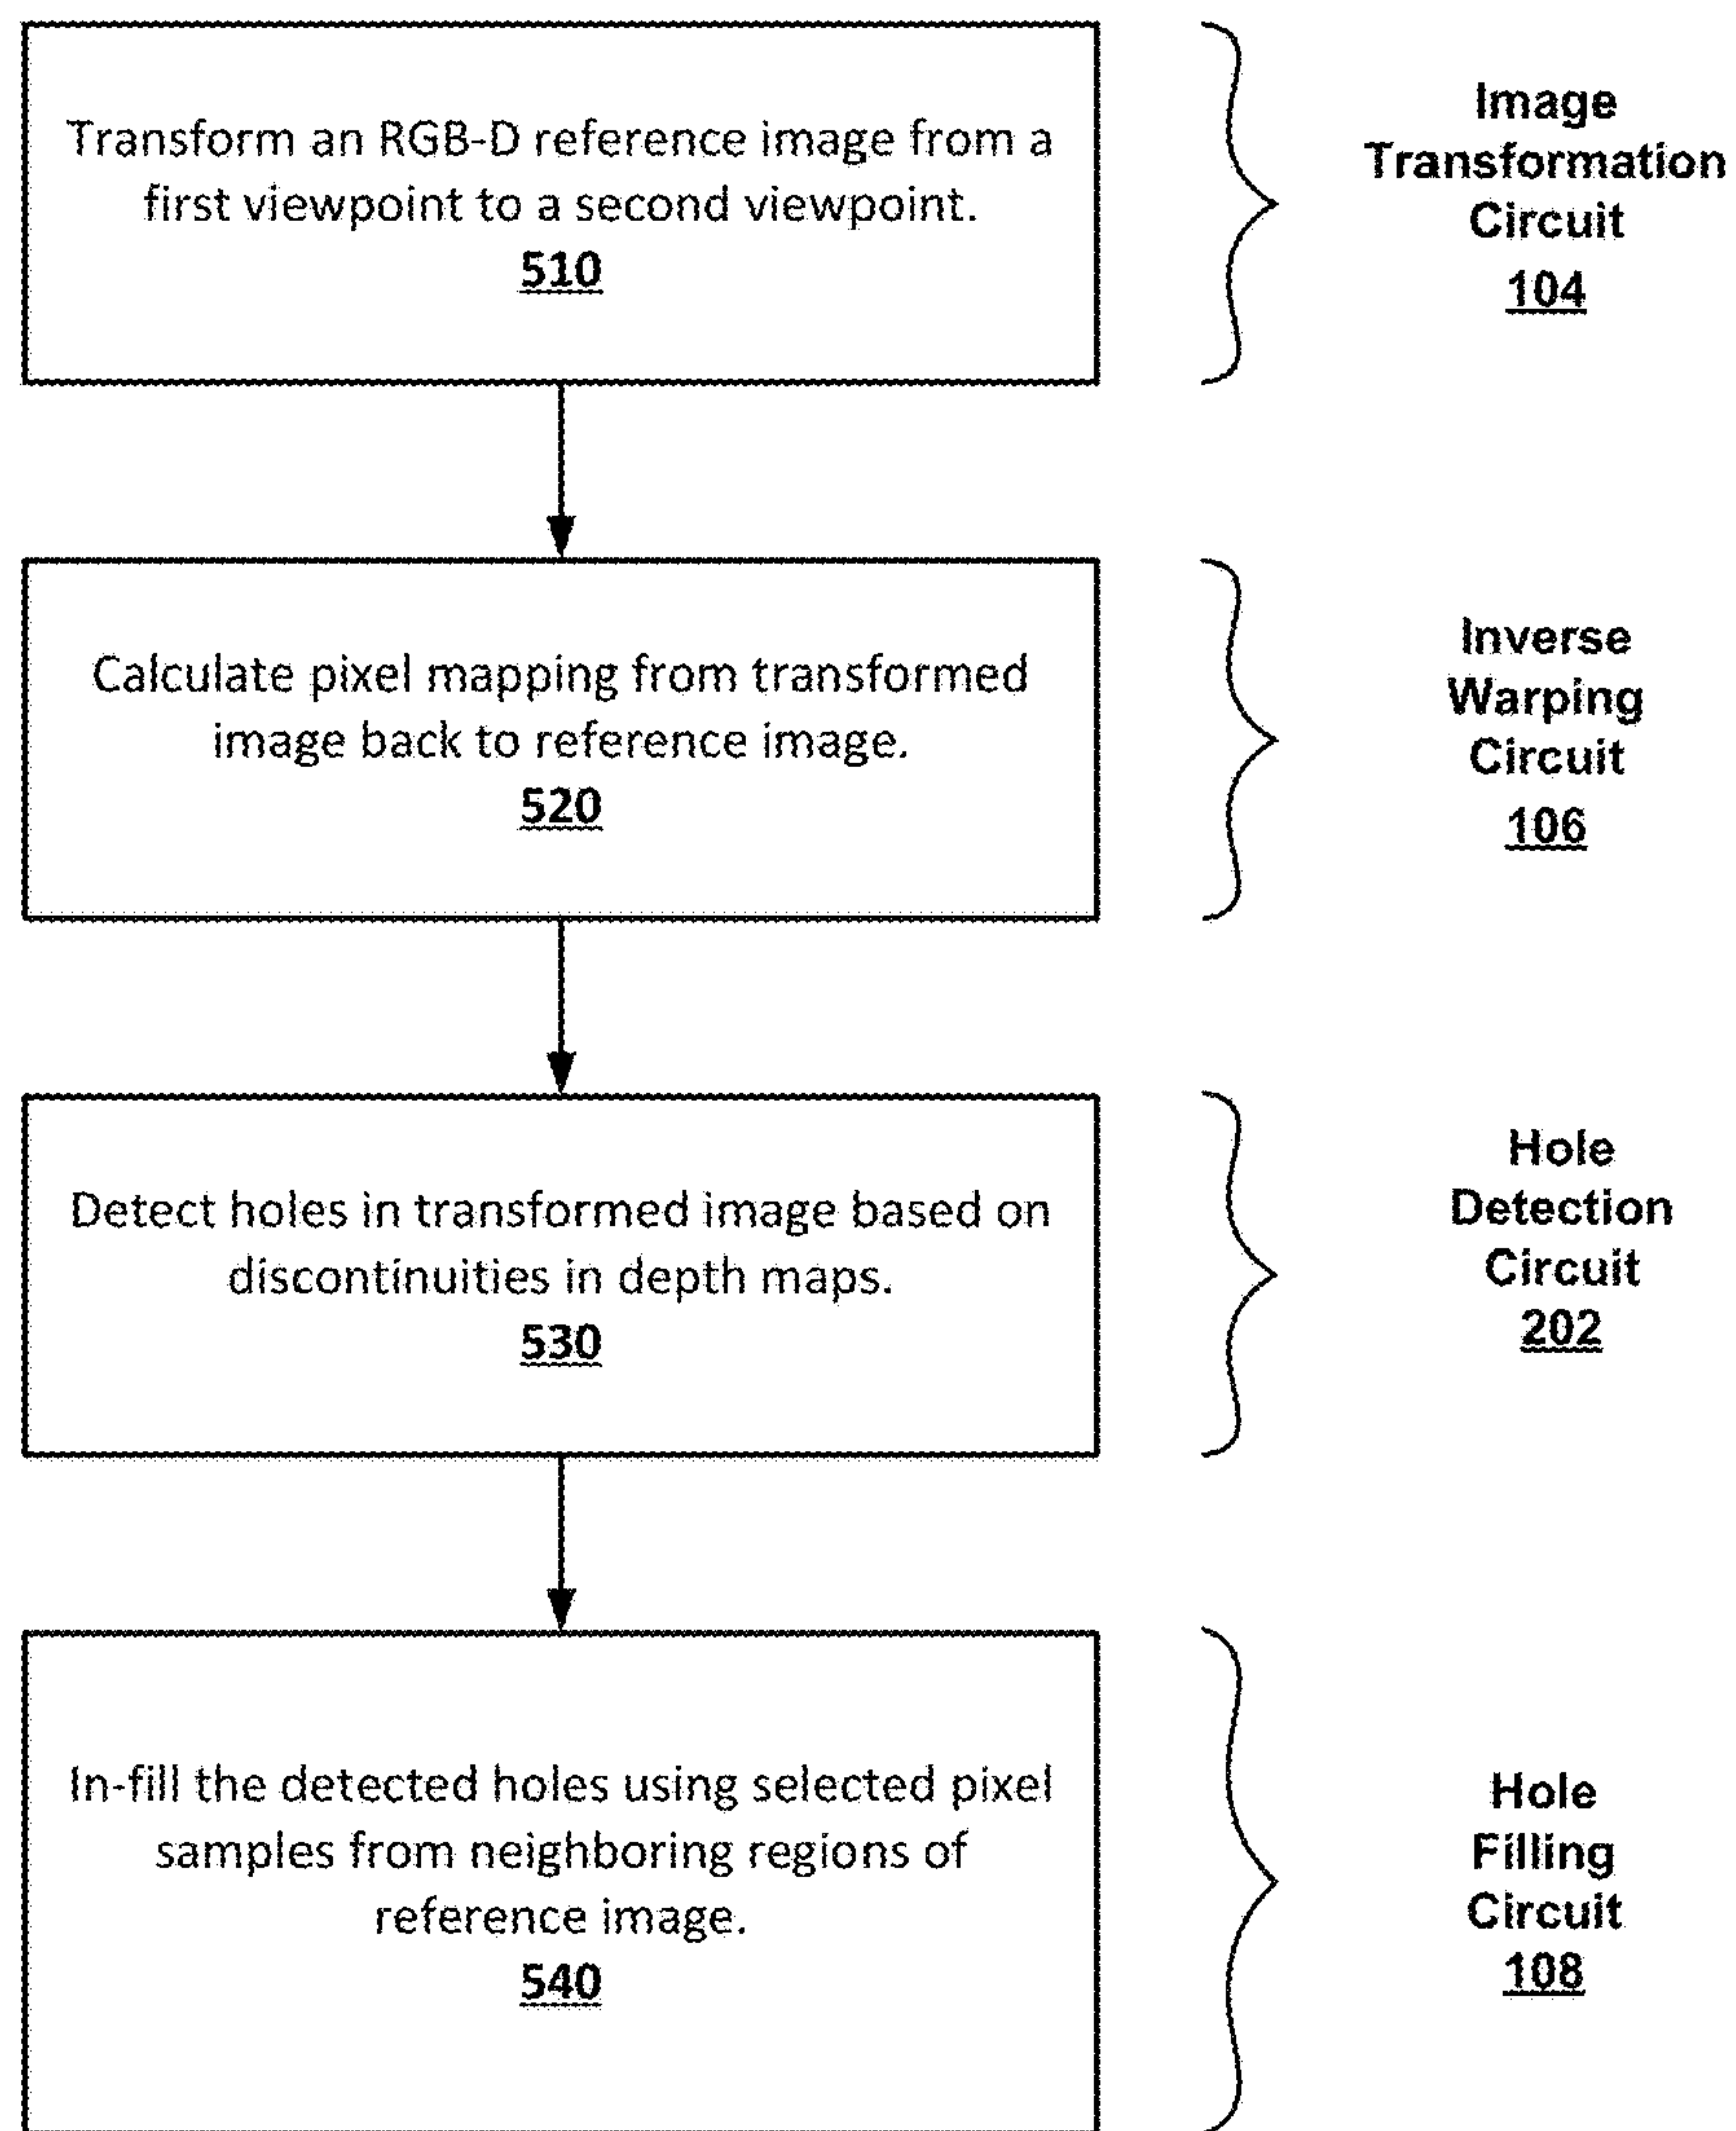 Transform an RGB-D reference image from a
first viewpoint to a second viewpoint.
510
Image
Transformation
Circuit
104
Calculate pixel mapping from transformed
image back to reference image.
520
Inverse
Warping
Circuit
106
Detect holes in transformed image based on
discontinuities in depth maps.
530
Hole
Detection
Circuit
202
In-fill the detected holes using selected pixel
samples from neighboring regions of
reference image.
540
Hole
Filling
Circuit
108